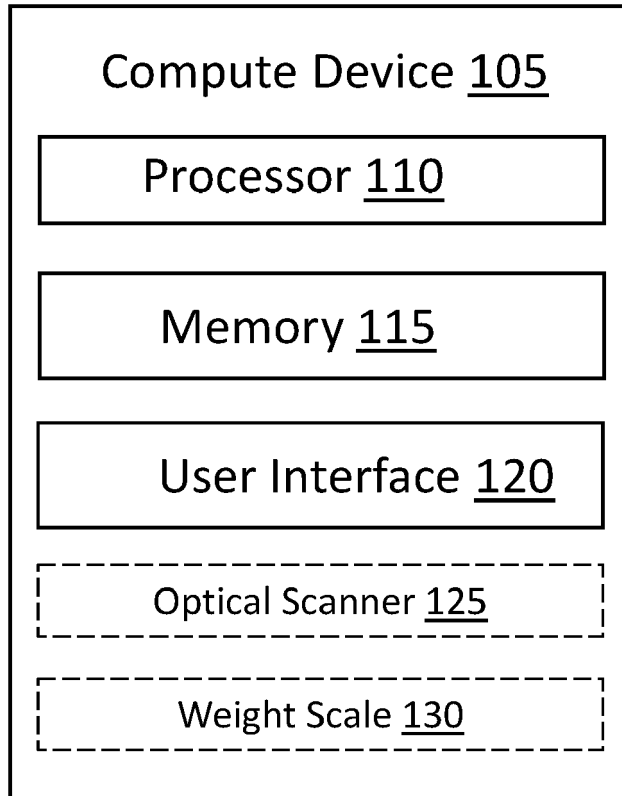 Compute Device 105
Processor 110
Memory 115
User Interface 120
Optical Scanner 125
Weight Scale 130